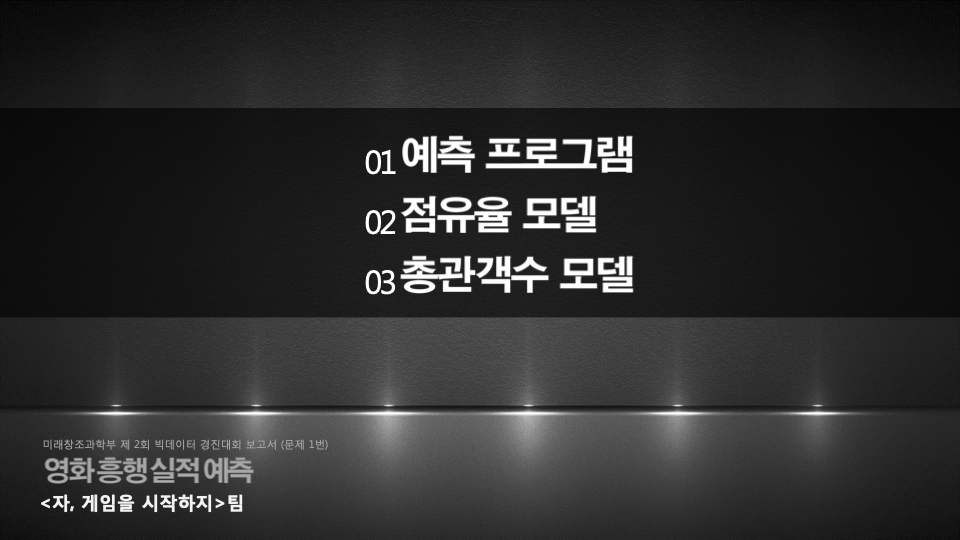 01 예측 프로그램
02 점유율 모델
03 총관객수 모델
미래창조과학부 제 2회 빅데이터 경진대회 보고서 (문제 1번)
영화 흥행 실적 예측
<자, 게임을 시작하지>팀